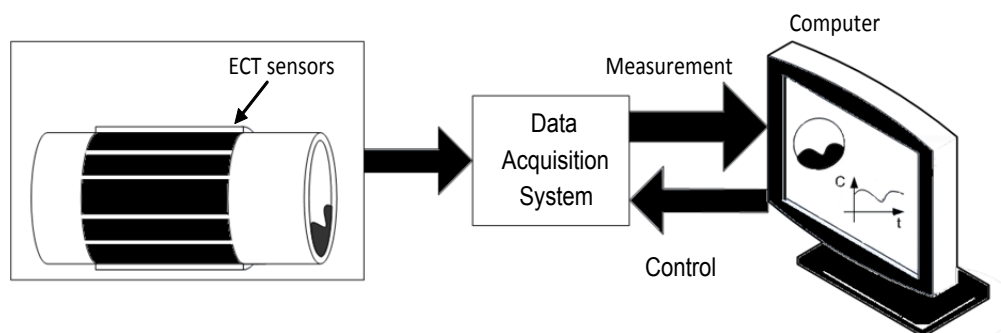 ECT sensors
Data
Acquisition
System
Measurement
Control
Computer
C
t